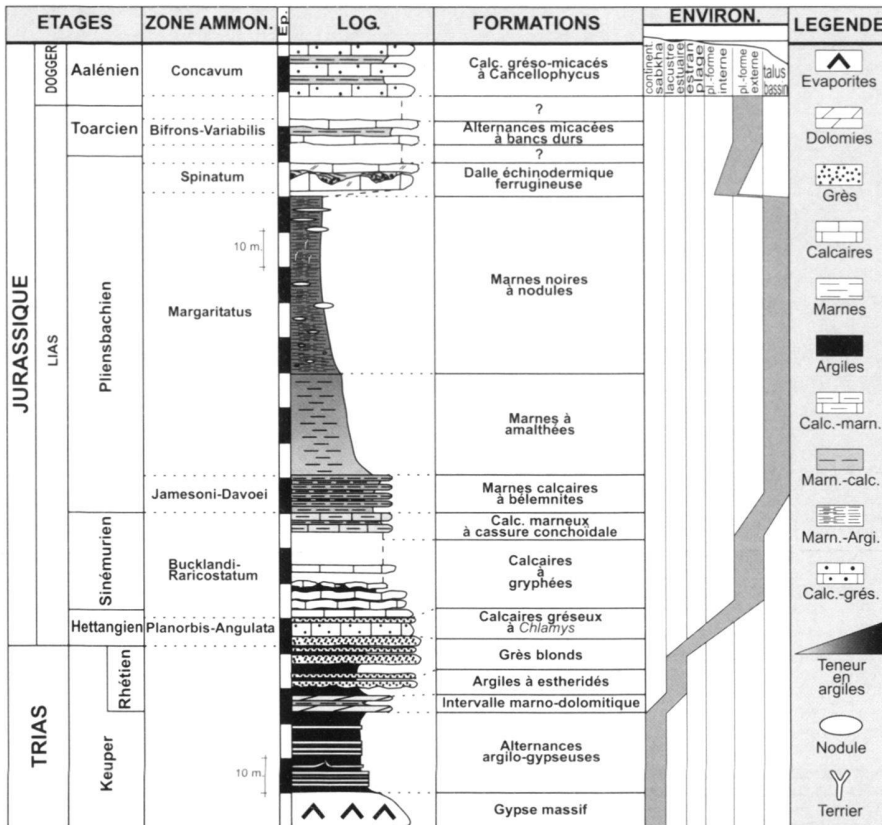 ETAGES
ZONE AMMON.
Ep.
LOG.
FORMATIONS
ENVIRON.
LEGENDE
continent
sabkha
lacustre
estuaire
estran
plage
pl.-forme
interne
pl.-forme
externe
talus
bassin
JURASSIQUE
TRIAS
DOGGER
LIAS
Aalénien
Toarcien
Pliensbachien
Sinémurien
Hettangien
Rhétien
Keuper
Concavum
Bifrons-Variabilis
Spinatum
Margaritatus
Jamesoni-Davoei
Bucklandi-
Raricostatum
Planorbis-Angulata
10 m.
10 m.
Calc. gréso-micacés
à Cancellophycus
?
Alternances micacées
à bancs durs
?
Dalle échinodermique
ferrugineuse
Marnes noires
à nodules
Marnes à
amalthées
Marnes calcaires
à bélemnites
Calc. marneux
à cassure conchoïdale
Calcaires
à
gryphées
Calcaires gréseux
à Chlamys
Grès blonds
Argiles à estheridés
Intervalle marno-dolomitique
Alternances
argilo-gypseuses
Gypse massif
Evaporites
Dolomies
Grès
Calcaires
Marnes
Argiles
Calc.-marn.
Marn.-calc.
Marn.-Argi.
Calc.-grés.
Teneur
en
argiles
Nodule
Terrier